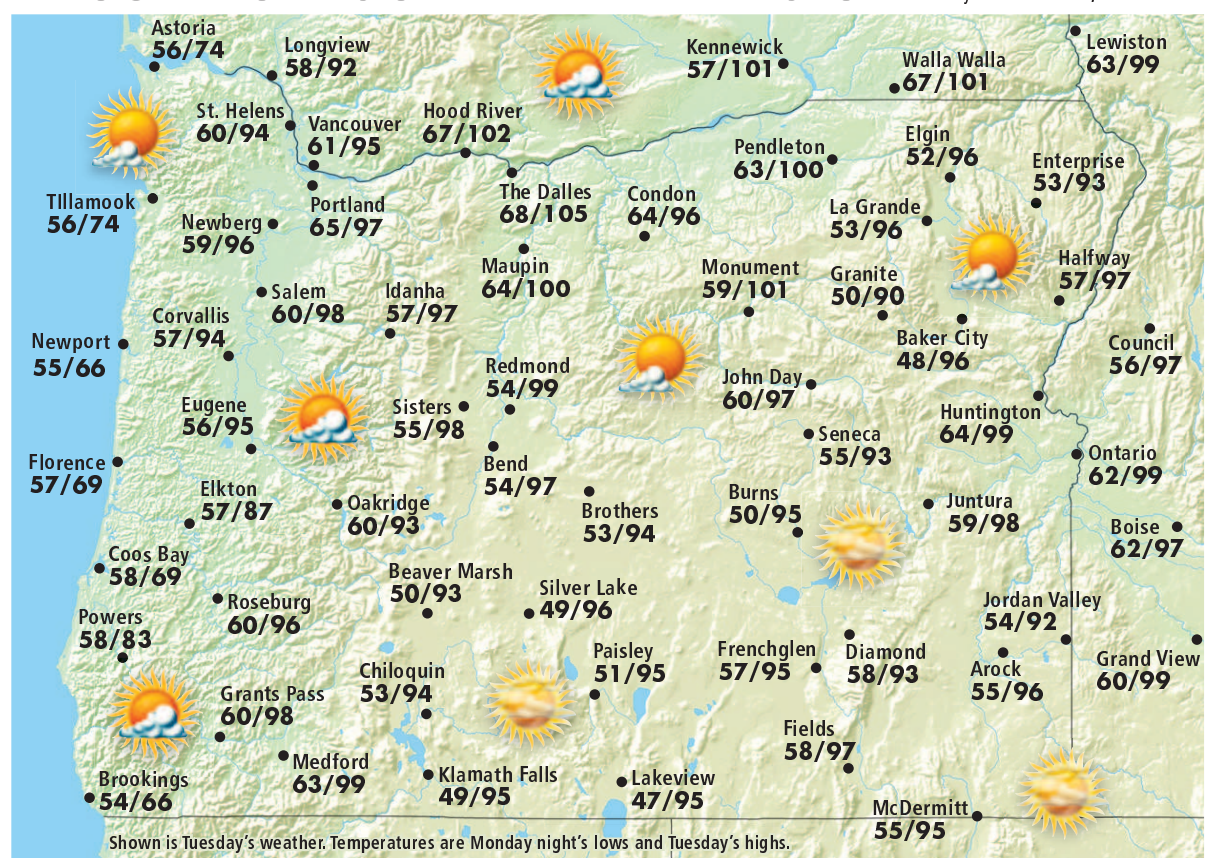 Astoria
56/74
Longview
58/92
Kennewick
57/101
Walla Walla
67/101
Lewiston
63/99
St. Helens
60/94
Vancouver
61/95
Hood River
67/102
Pendleton
63/100
Elgin
52/96
Enterprise
53/93
TIllamook
56/74
Newberg
59/96
Portland
65/97
The Dalles
68/105
Condon
64/96
La Grande
53/96
Maupin
64/100
Monument
59/101
Granite
50/90
Halfway
57/97
Salem
60/98
Idanha
57/97
Corvallis
57/94
Newport
55/66
Baker City
48/96
Council
56/97
Redmond
54/99
John Day
60/97
Eugene
56/95
Sisters
55/98
Huntington
64/99
Seneca
55/93
Ontario
62/99
Florence
57/69
Bend
54/97
Elkton
57/87
Oakridge
60/93
Brothers
53/94
Burns
50/95
Juntura
59/98
Boise
62/97
Coos Bay
58/69
Beaver Marsh
50/93
Silver Lake
49/96
Roseburg
60/96
Powers
58/83
Jordan Valley
54/92
Chiloquin
53/94
Paisley
51/95
Frenchglen
57/95
Diamond
58/93
Arock
55/96
Grand View
60/99
Grants Pass
60/98
Fields
58/97
Medford
63/99
Brookings
54/66
Klamath Falls
49/95
Lakeview
47/95
McDermitt
55/95
Shown is Tuesday's weather. Temperatures are Monday night's lows and Tuesday's highs.